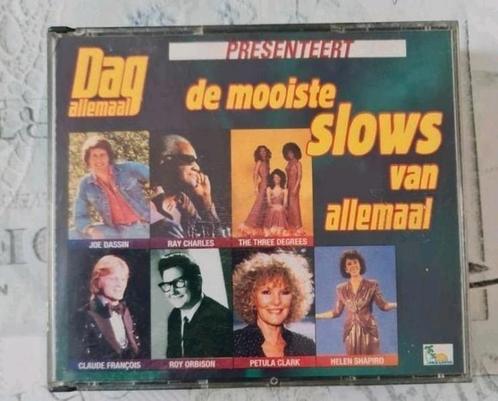 PRESENTEERT
Dag
allemaal
de mooiste
slows
van
allemaal
JOE DASSIN
RAY CHARLES
THE THREE DEGREES
CLAUDE FRANÇOIS
ROY ORBISON
PETULA CLARK
HELEN SHAPIRO